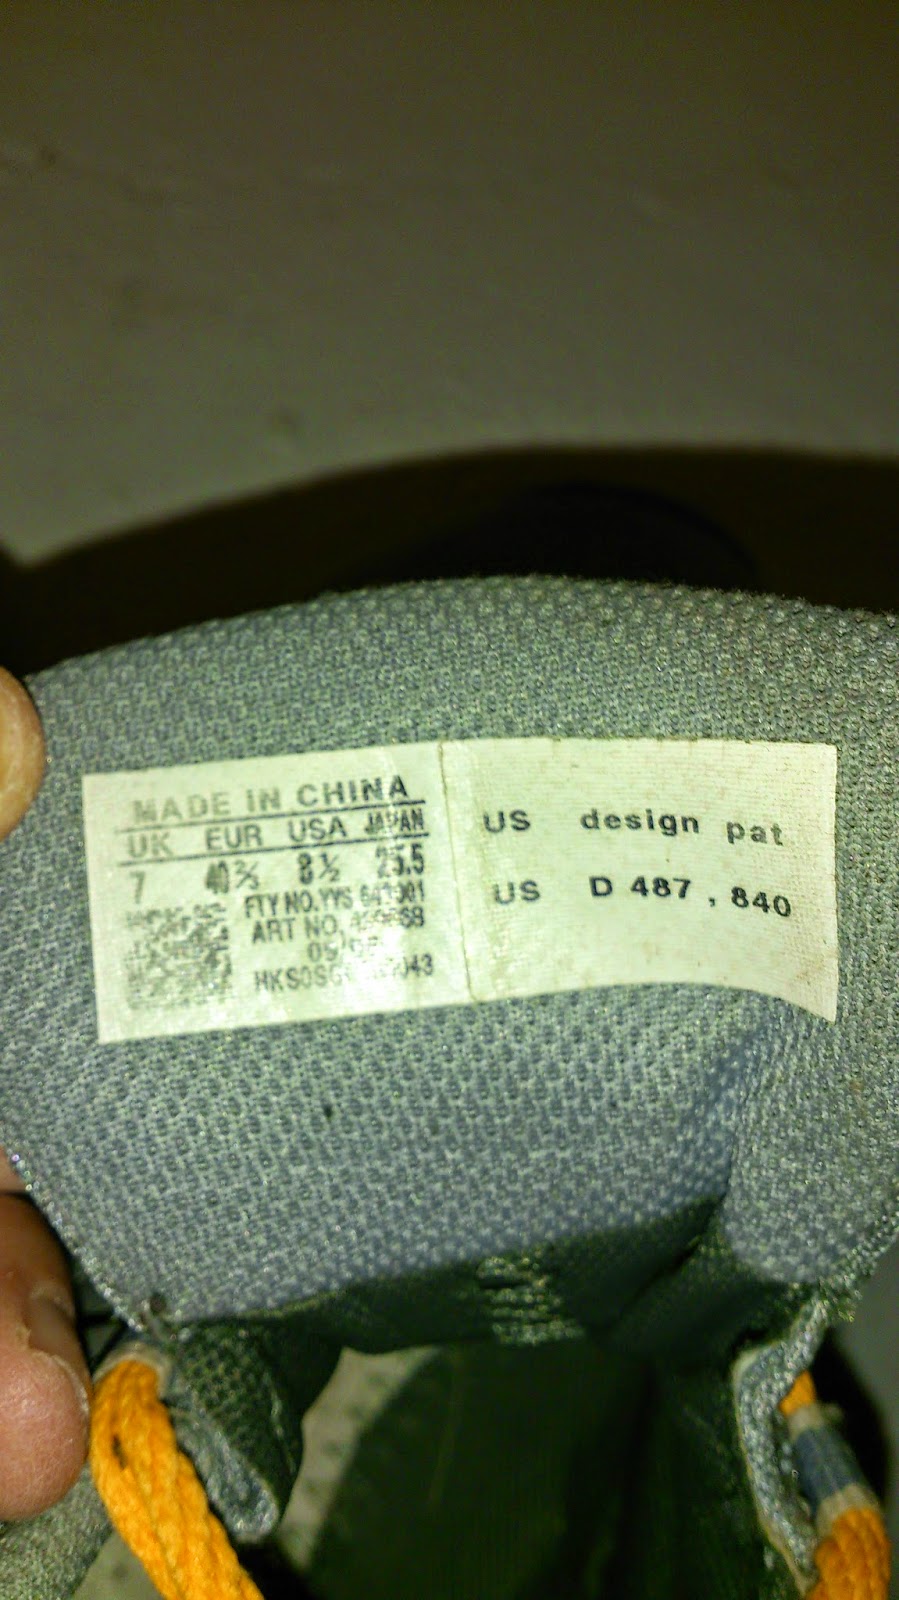 MADE IN CHINA
UK EUR USA JAPAN
7 40⅔ 8½ 25.5
FTY NO.YYS
ART NO.
US design pat
US D 487 , 840